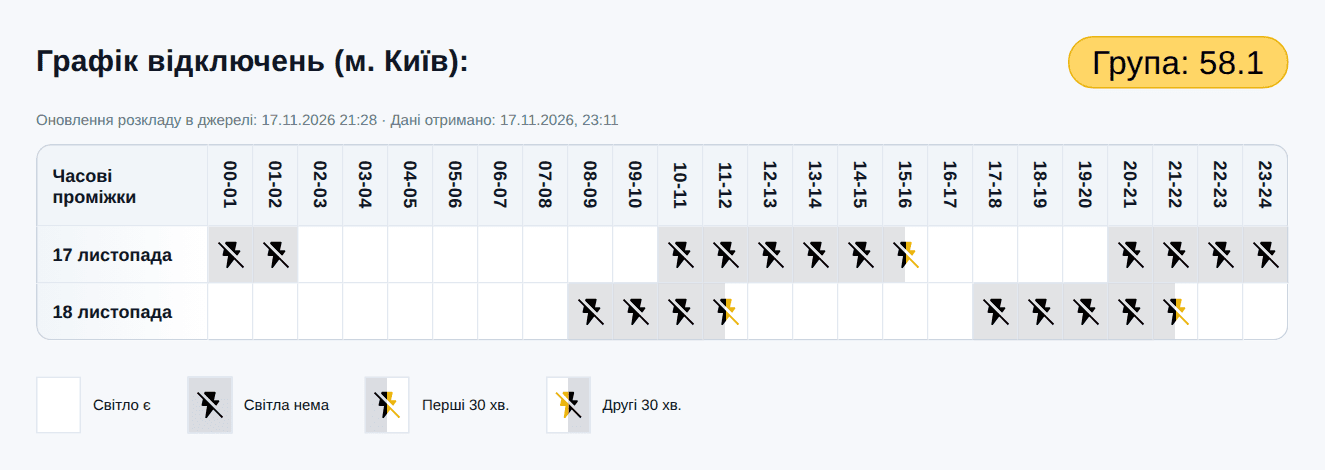 Графік відключень (м. Київ):
Група: 58.1
Оновлення розкладу в джерелі: 17.11.2026 21:28 · Дані отримано: 17.11.2026, 23:11
Часові
проміжки
00-01 01-02 02-03 03-04 04-05 05-06 06-07 07-08 08-09 09-10 10-11 11-12 12-13 13-14 14-15 15-16 16-17 17-18 18-19 19-20 20-21 21-22 22-23 23-24
17 листопада
18 листопада
Світло є Світла нема Перші 30 хв. Другі 30 хв.